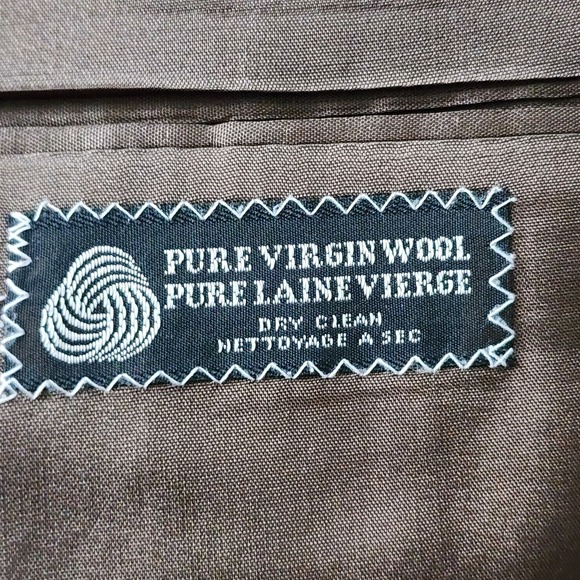 PURE VIRGIN WOOL
PURE LAINE VIERGE
DRY CLEAN
NETTOYAGE A SEC